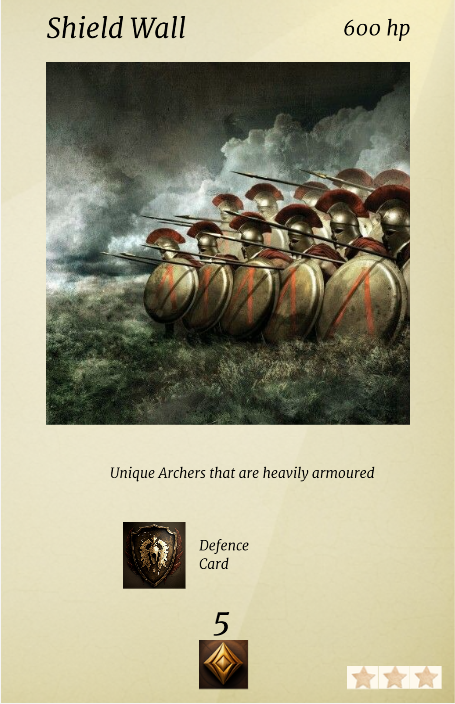 Shield Wall
600 hp
Unique Archers that are heavily armoured
Defence
Card
5